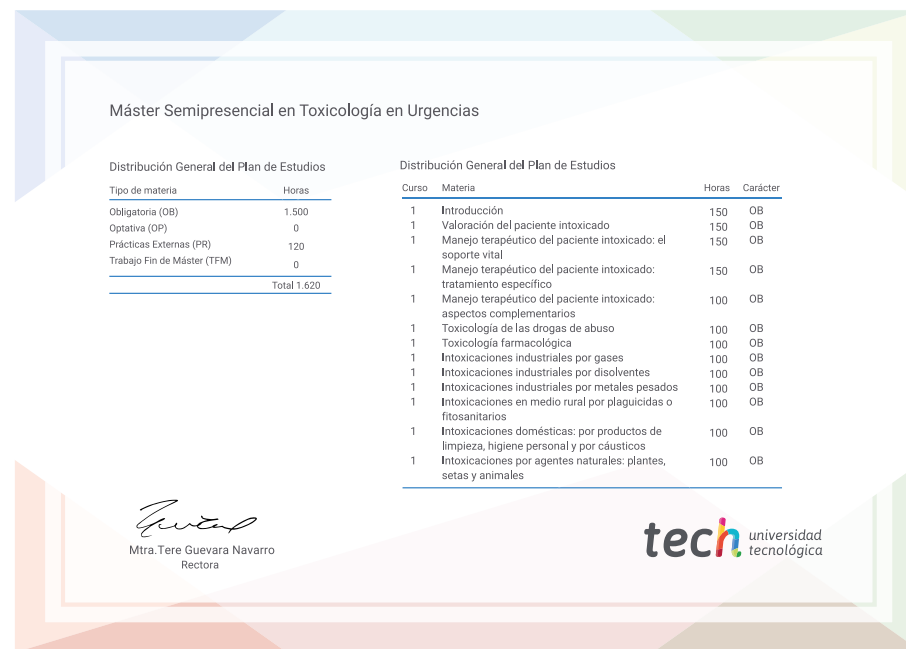 Máster Semipresencial en Toxicología en Urgencias
Distribución General del Plan de Estudios
Tipo de materia Horas
Obligatoria (OB) 1.500
Optativa (OP) 0
Prácticas Externas (PR) 120
Trabajo Fin de Máster (TFM) 0
Total 1.620
Distribución General del Plan de Estudios
Curso Materia Horas Carácter
1 Introducción 150 OB
1 Valoración del paciente intoxicado 150 OB
1 Manejo terapéutico del paciente intoxicado: el 150 OB
soporte vital
1 Manejo terapéutico del paciente intoxicado: 150 OB
tratamiento específico
1 Manejo terapéutico del paciente intoxicado: 100 OB
aspectos complementarios
1 Toxicología de las drogas de abuso 100 OB
1 Toxicología farmacológica 100 OB
1 Intoxicaciones industriales por gases 100 OB
1 Intoxicaciones industriales por disolventes 100 OB
1 Intoxicaciones industriales por metales pesados 100 OB
1 Intoxicaciones en medio rural por plaguicidas o 100 OB
fitosanitarios
1 Intoxicaciones domésticas: por productos de 100 OB
limpieza, higiene personal y por cáusticos
1 Intoxicaciones por agentes naturales: plantas, 100 OB
setas y animales
Mtra.Tere Guevara Navarro
Rectora
tech universidad
tecnológica